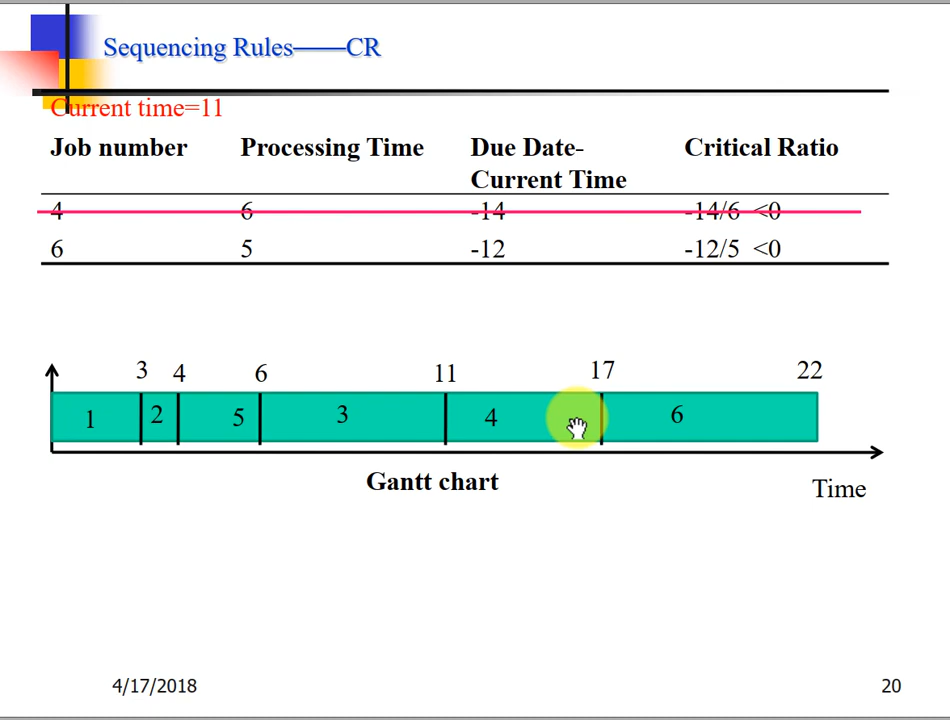 Sequencing Rules——CR
Current time=11
Job number Processing Time Due Date- Critical Ratio
Current Time
4 6 -14 -14/6 <0
6 5 -12 -12/5 <0
3 4 6 11 17 22
1 2 5 3 4 6
Gantt chart
Time
4/17/2018 20